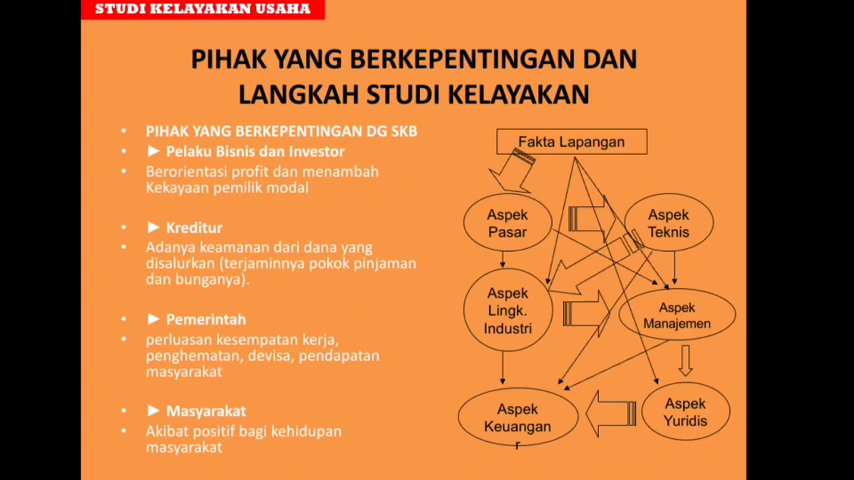 STUDI KELAYAKAN USAHA
PIHAK YANG BERKEPENTINGAN DAN
LANGKAH STUDI KELAYAKAN
• PIHAK YANG BERKEPENTINGAN DG SKB
• ► Pelaku Bisnis dan Investor
• Berorientasi profit dan menambah
Kekayaan pemilik modal
• ► Kreditur
• Adanya keamanan dari dana yang
disalurkan (terjaminnya pokok pinjaman
dan bunganya).
• ► Pemerintah
• perluasan kesempatan kerja,
penghematan, devisa, pendapatan
masyarakat
• ► Masyarakat
• Akibat positif bagi kehidupan
masyarakat
Fakta Lapangan
Aspek
Pasar
Aspek
Teknis
Aspek
Lingk.
Industri
Aspek
Manajemen
Aspek
Keuangan
r
Aspek
Yuridis